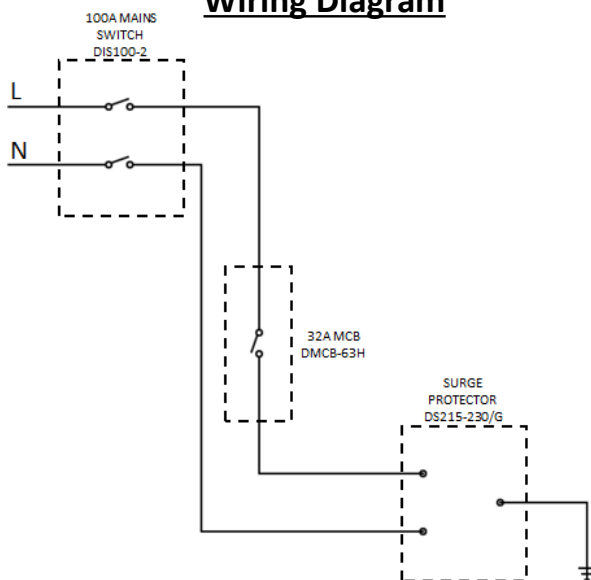 Wiring Diagram
100A MAINS
SWITCH
DIS100-2
L
N
32A MCB
DMCB-63H
SURGE
PROTECTOR
DS215-230/G